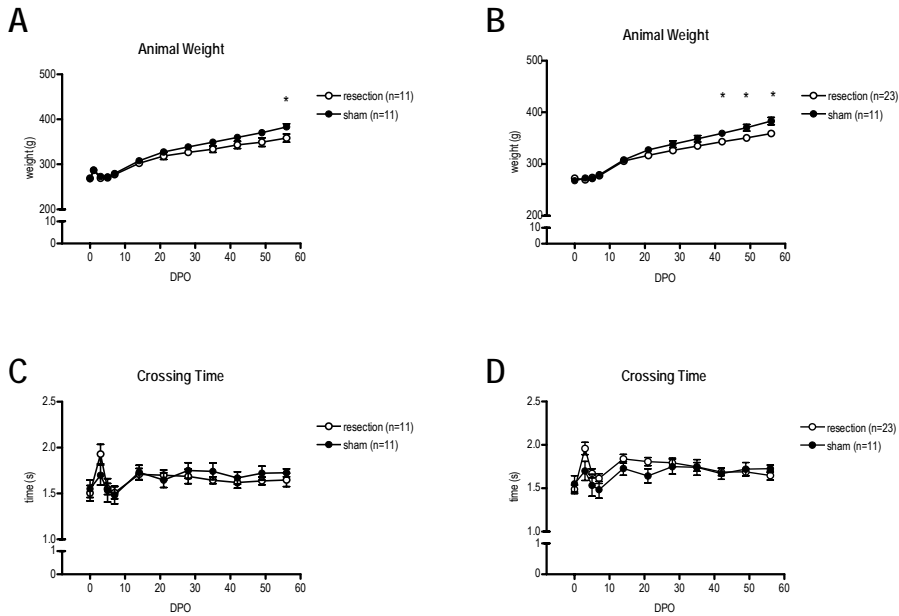 A
Animal Weight
500
400
300
200
10
0
weight (g)
0 10 20 30 40 50 60
DPO
*
resection (n=11)
sham (n=11)
B
Animal Weight
500
400
300
200
10
0
weight (g)
0 10 20 30 40 50 60
DPO
* * *
resection (n=23)
sham (n=11)
C
Crossing Time
2.5
2.0
1.5
1.0
1
0
time (s)
0 10 20 30 40 50 60
DPO
resection (n=11)
sham (n=11)
D
Crossing Time
2.5
2.0
1.5
1.0
1
0
time (s)
0 10 20 30 40 50 60
DPO
resection (n=23)
sham (n=11)